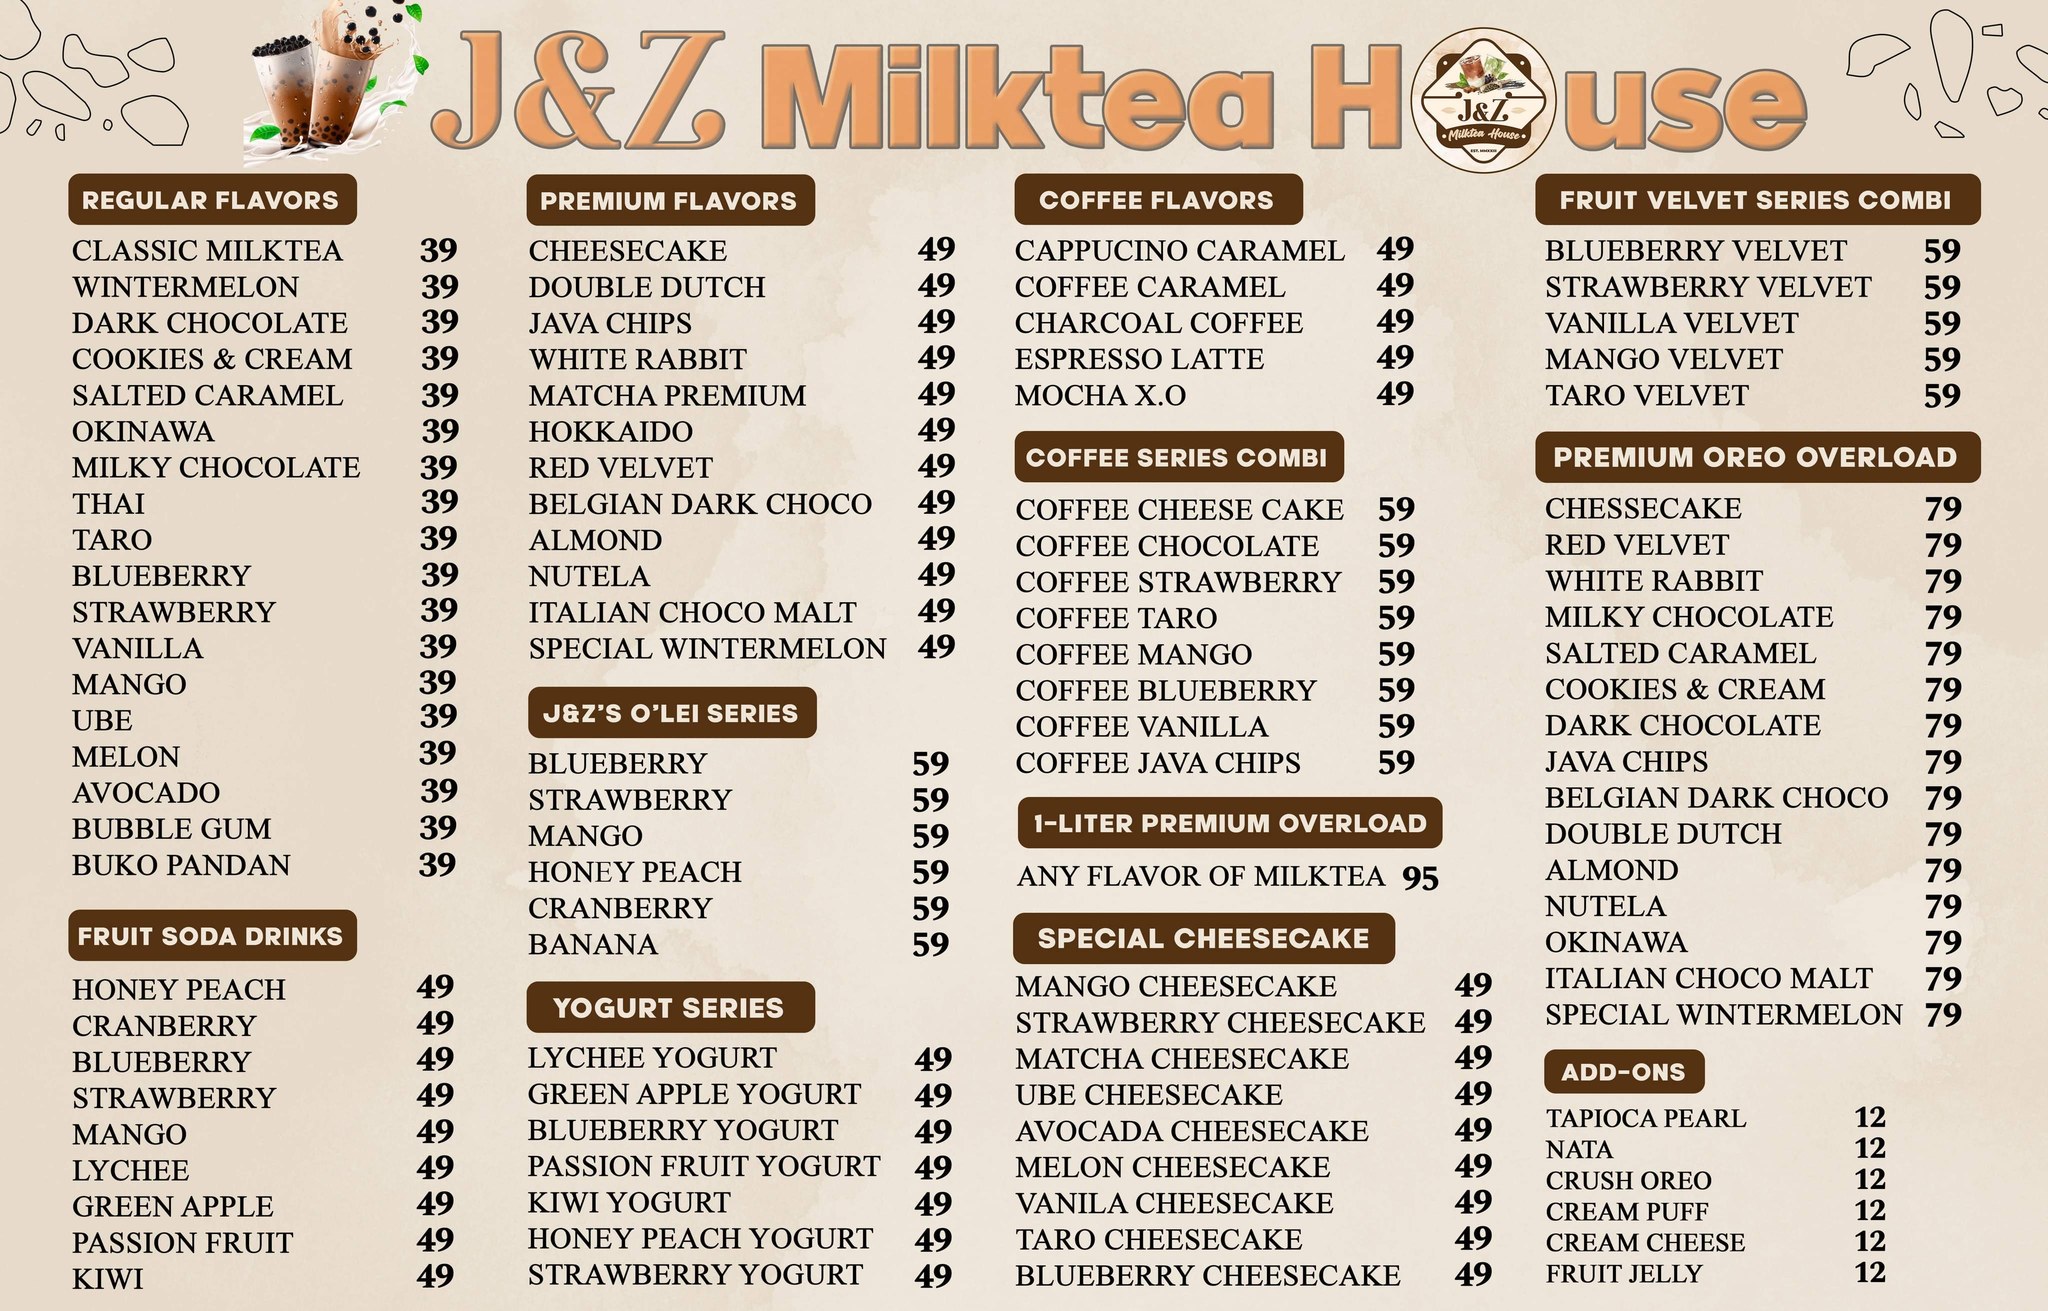 J&Z Milktea House
J&Z
Milktea House
REGULAR FLAVORS
CLASSIC MILKTEA 39
WINTERMELON 39
DARK CHOCOLATE 39
COOKIES & CREAM 39
SALTED CARAMEL 39
OKINAWA 39
MILKY CHOCOLATE 39
THAI 39
TARO 39
BLUEBERRY 39
STRAWBERRY 39
VANILLA 39
MANGO 39
UBE 39
MELON 39
AVOCADO 39
BUBBLE GUM 39
BUKO PANDAN 39
FRUIT SODA DRINKS
HONEY PEACH 49
CRANBERRY 49
BLUEBERRY 49
STRAWBERRY 49
MANGO 49
LYCHEE 49
GREEN APPLE 49
PASSION FRUIT 49
KIWI 49
PREMIUM FLAVORS
CHEESECAKE 49
DOUBLE DUTCH 49
JAVA CHIPS 49
WHITE RABBIT 49
MATCHA PREMIUM 49
HOKKAIDO 49
RED VELVET 49
BELGIAN DARK CHOCO 49
ALMOND 49
NUTELA 49
ITALIAN CHOCO MALT 49
SPECIAL WINTERMELON 49
J&Z'S O'LEI SERIES
BLUEBERRY 59
STRAWBERRY 59
MANGO 59
HONEY PEACH 59
CRANBERRY 59
BANANA 59
YOGURT SERIES
LYCHEE YOGURT 49
GREEN APPLE YOGURT 49
BLUEBERRY YOGURT 49
PASSION FRUIT YOGURT 49
KIWI YOGURT 49
HONEY PEACH YOGURT 49
STRAWBERRY YOGURT 49
COFFEE FLAVORS
CAPPUCINO CARAMEL 49
COFFEE CARAMEL 49
CHARCOAL COFFEE 49
ESPRESSO LATTE 49
MOCHA X.O 49
COFFEE SERIES COMBI
COFFEE CHEESE CAKE 59
COFFEE CHOCOLATE 59
COFFEE STRAWBERRY 59
COFFEE TARO 59
COFFEE MANGO 59
COFFEE BLUEBERRY 59
COFFEE VANILLA 59
COFFEE JAVA CHIPS 59
1-LITER PREMIUM OVERLOAD
ANY FLAVOR OF MILKTEA 95
SPECIAL CHEESECAKE
MANGO CHEESECAKE 49
STRAWBERRY CHEESECAKE 49
MATCHA CHEESECAKE 49
UBE CHEESECAKE 49
AVOCADA CHEESECAKE 49
MELON CHEESECAKE 49
VANILA CHEESECAKE 49
TARO CHEESECAKE 49
BLUEBERRY CHEESECAKE 49
FRUIT VELVET SERIES COMBI
BLUEBERRY VELVET 59
STRAWBERRY VELVET 59
VANILLA VELVET 59
MANGO VELVET 59
TARO VELVET 59
PREMIUM OREO OVERLOAD
CHESSECAKE 79
RED VELVET 79
WHITE RABBIT 79
MILKY CHOCOLATE 79
SALTED CARAMEL 79
COOKIES & CREAM 79
DARK CHOCOLATE 79
JAVA CHIPS 79
BELGIAN DARK CHOCO 79
DOUBLE DUTCH 79
ALMOND 79
NUTELA 79
OKINAWA 79
ITALIAN CHOCO MALT 79
SPECIAL WINTERMELON 79
ADD-ONS
TAPIOCA PEARL 12
NATA 12
CRUSH OREO 12
CREAM PUFF 12
CREAM CHEESE 12
FRUIT JELLY 12